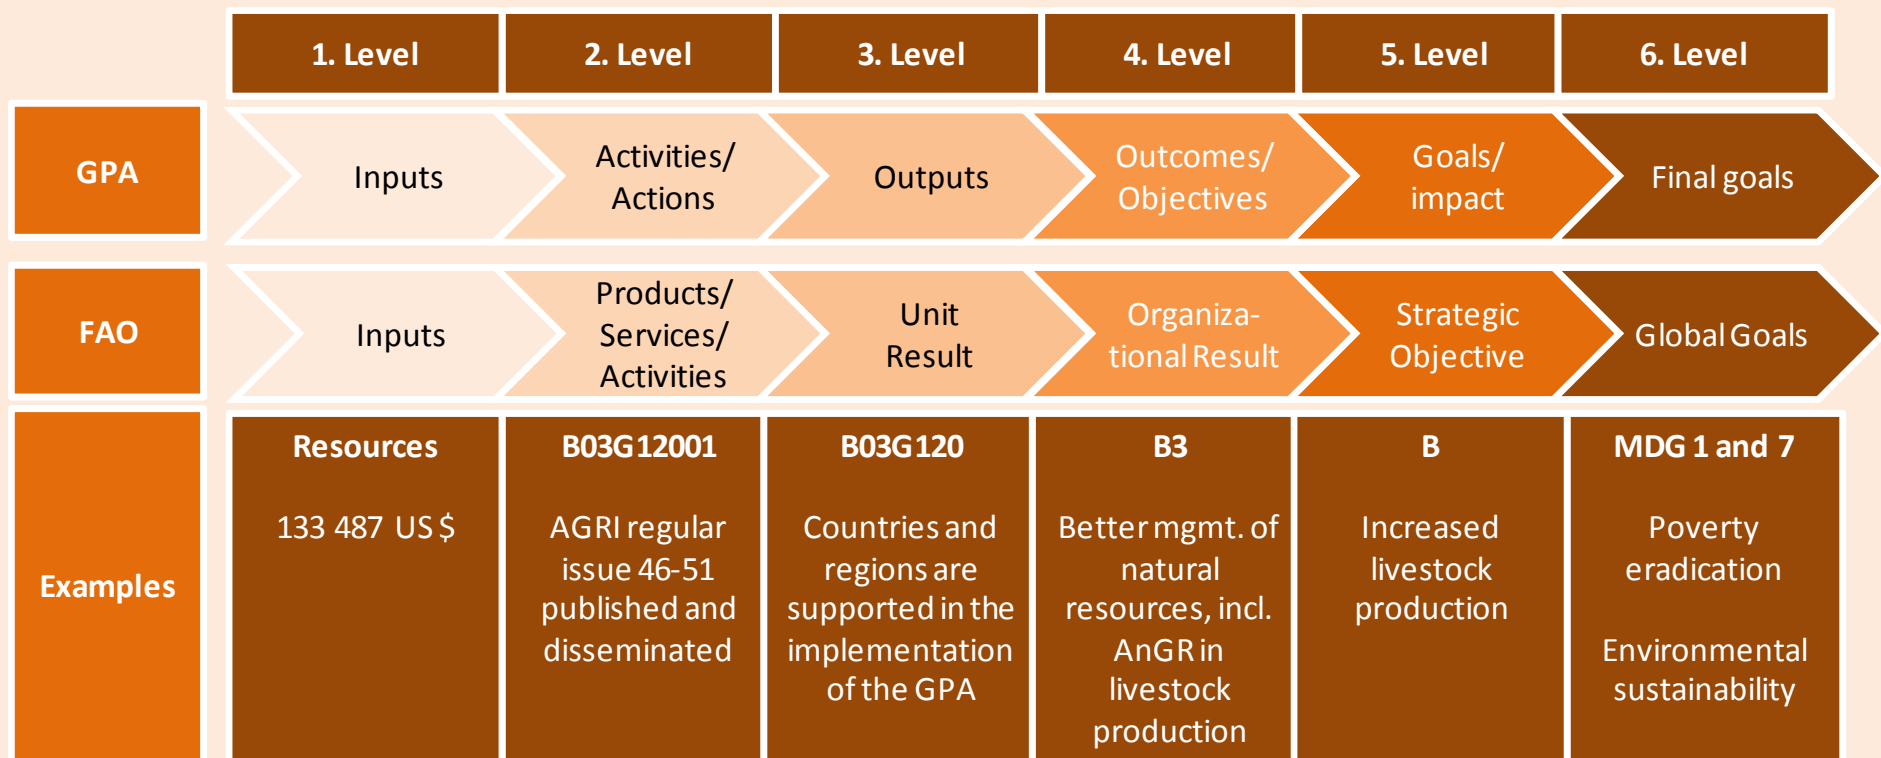 1. Level
2. Level
3. Level
4. Level
5. Level
6. Level
GPA
Inputs
Activities/
Actions
Outputs
Outcomes/
Objectives
Goals/
impact
Final goals
FAO
Inputs
Products/
Services/
Activities
Unit
Result
Organiza-
tional Result
Strategic
Objective
Global Goals
Examples
Resources
133 487 US $
B03G12001
AGRI regular
issue 46-51
published and
disseminated
B03G120
Countries and
regions are
supported in the
implementation
of the GPA
B3
Better mgmt. of
natural
resources, incl.
AnGR in
livestock
production
B
Increased
livestock
production
MDG 1 and 7
Poverty
eradication
Environmental
sustainability